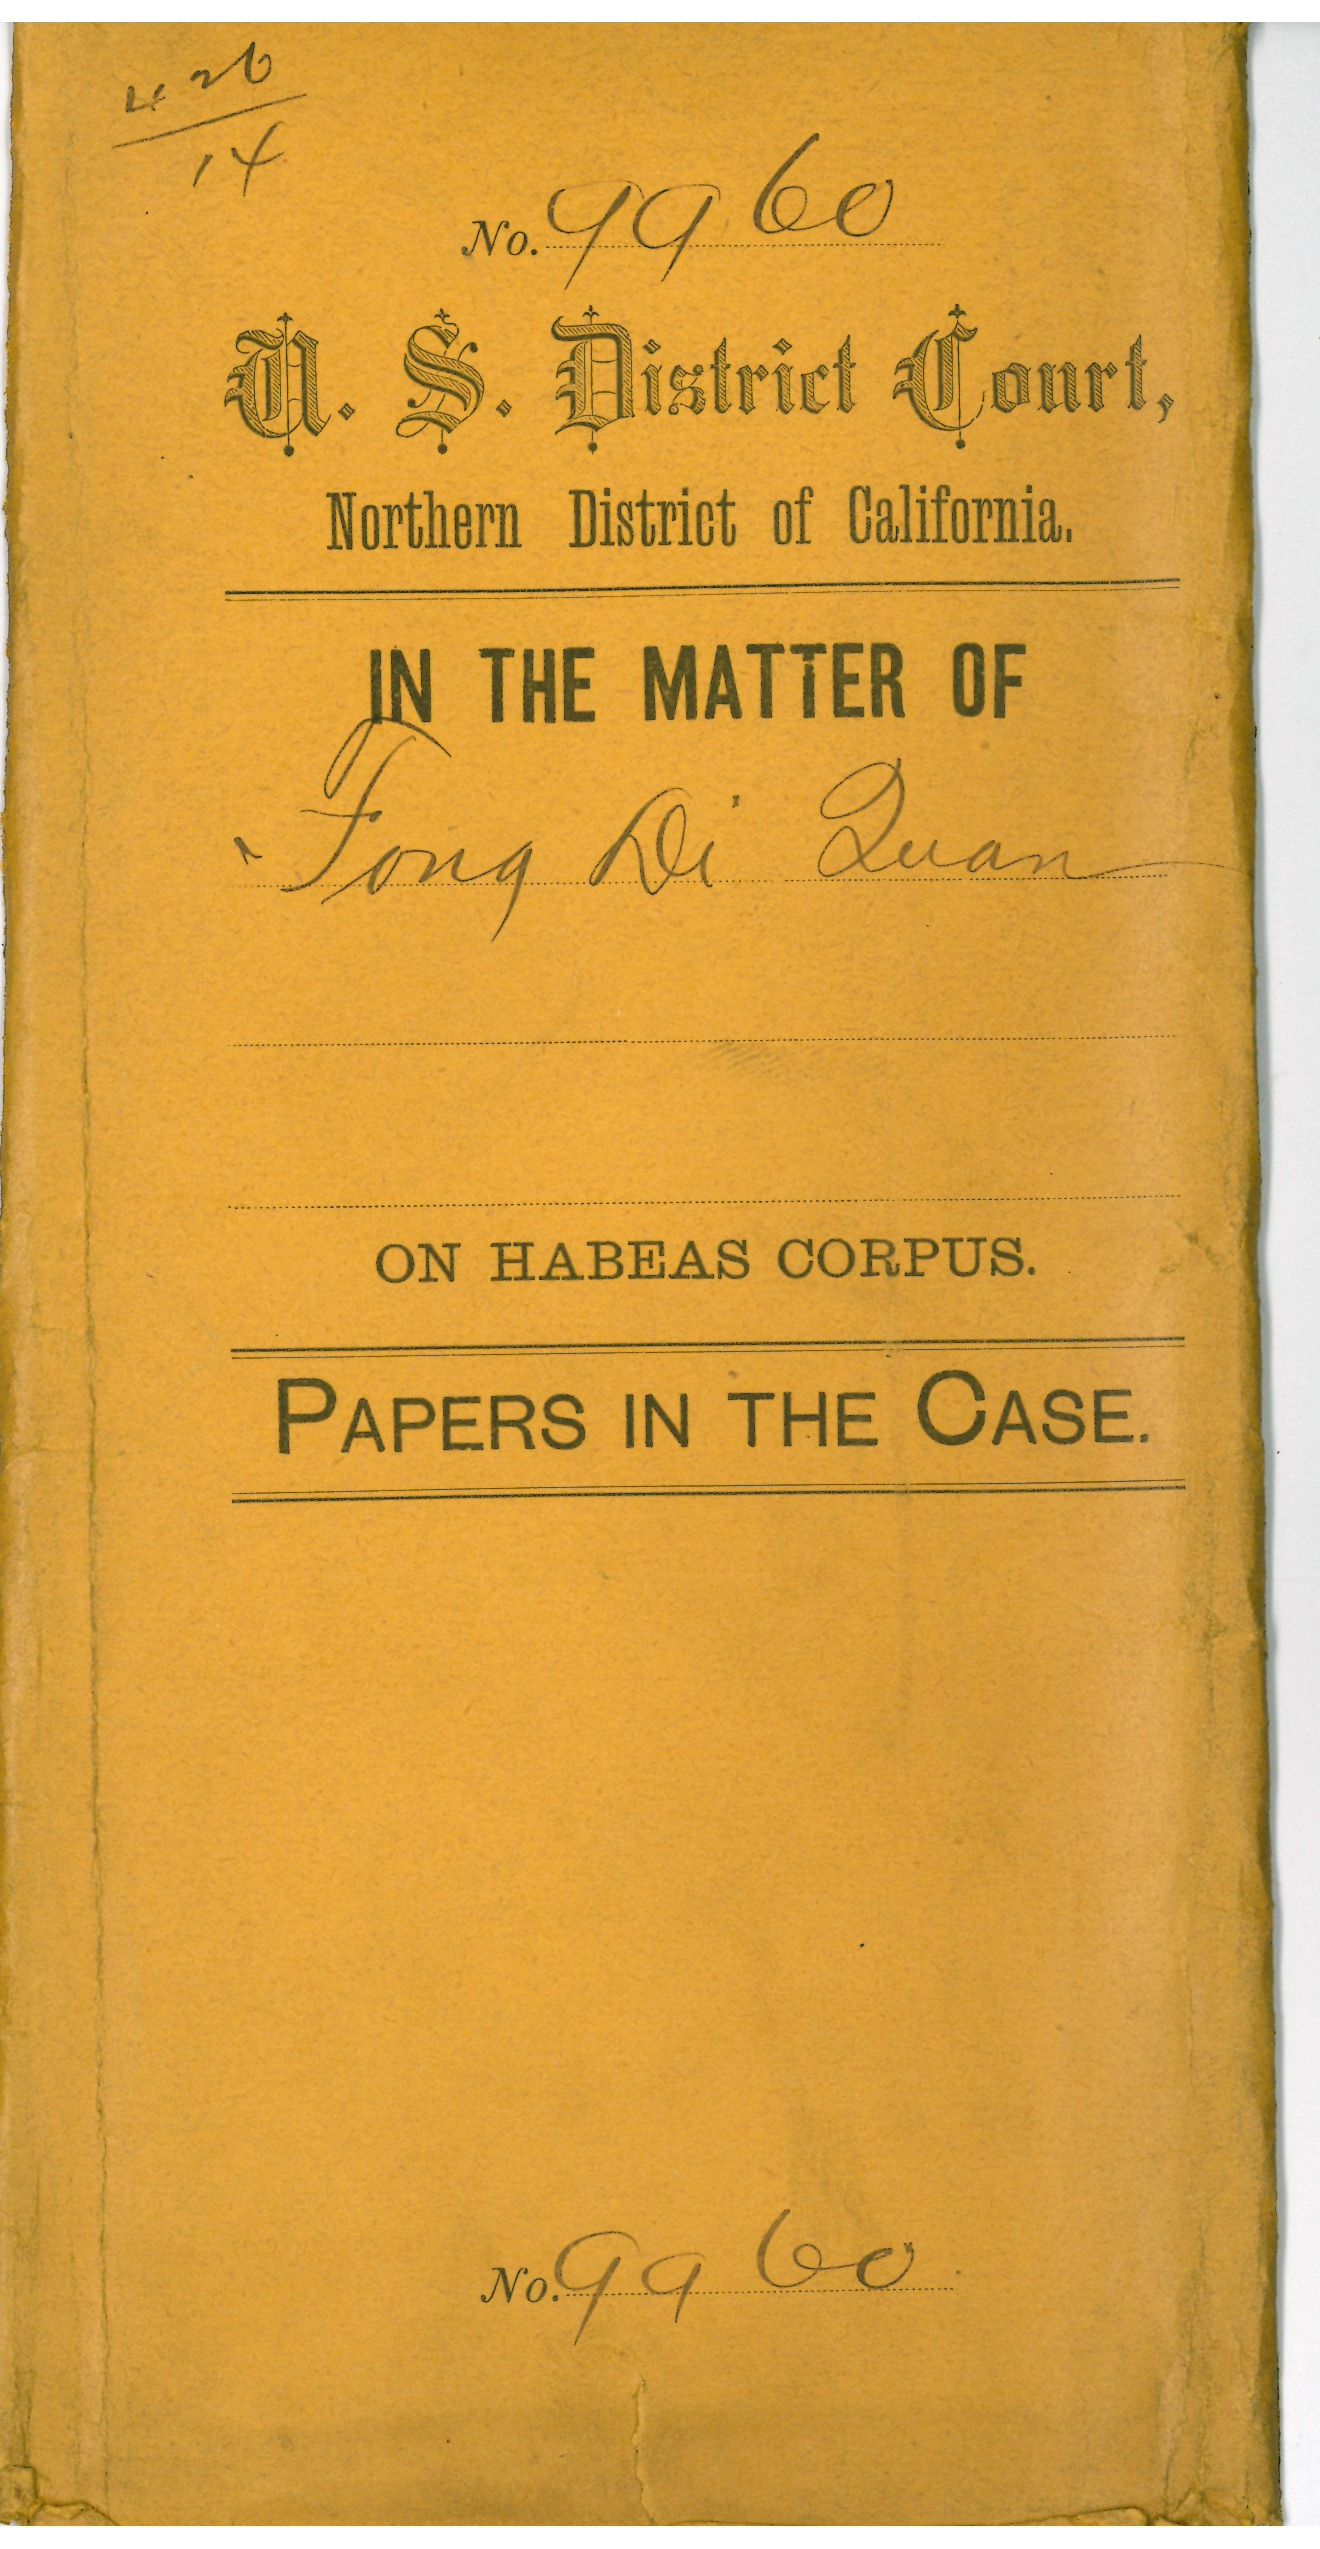 426
14
No. 9960
U. S. District Court,
Northern District of California.
IN THE MATTER OF
Fong Di Quan
ON HABEAS CORPUS.
PAPERS IN THE CASE.
No. 9960